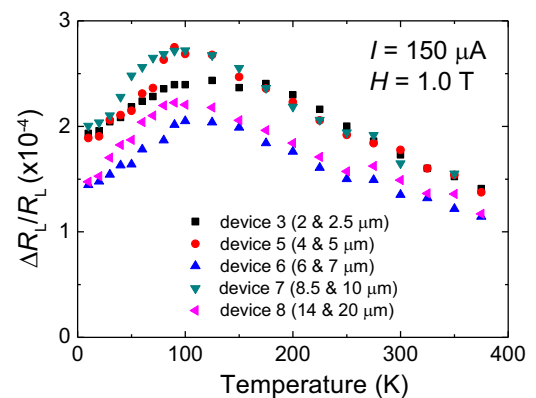 3
2
1
0
ΔR_L/R_L (x10^-4)
I = 150 μA
H = 1.0 T
device 3 (2 & 2.5 μm)
device 5 (4 & 5 μm)
device 6 (6 & 7 μm)
device 7 (8.5 & 10 μm)
device 8 (14 & 20 μm)
0 100 200 300 400
Temperature (K)